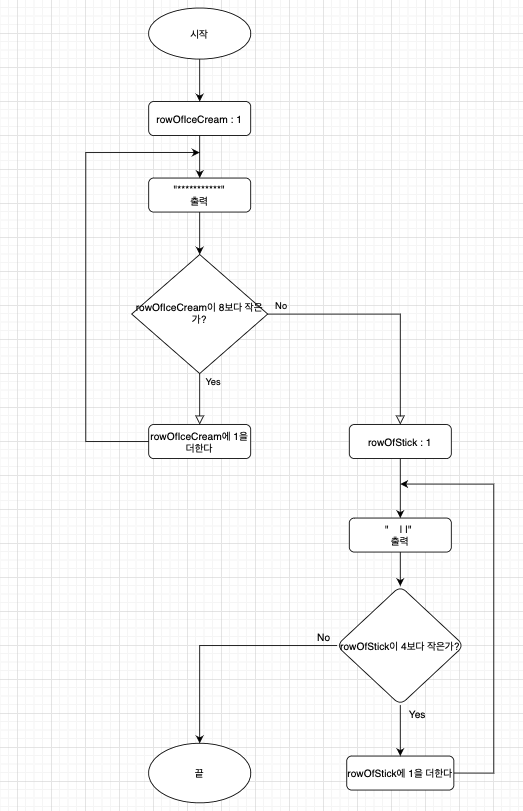 시작
rowOfIceCream : 1
"***********"
출력
rowOfIceCream이 8보다 작은
가?
No
Yes
rowOfIceCream에 1을
더한다
rowOfStick : 1
"    | |"
출력
rowOfStick이 4보다 작은가?
No
Yes
끝
rowOfStick에 1을 더한다